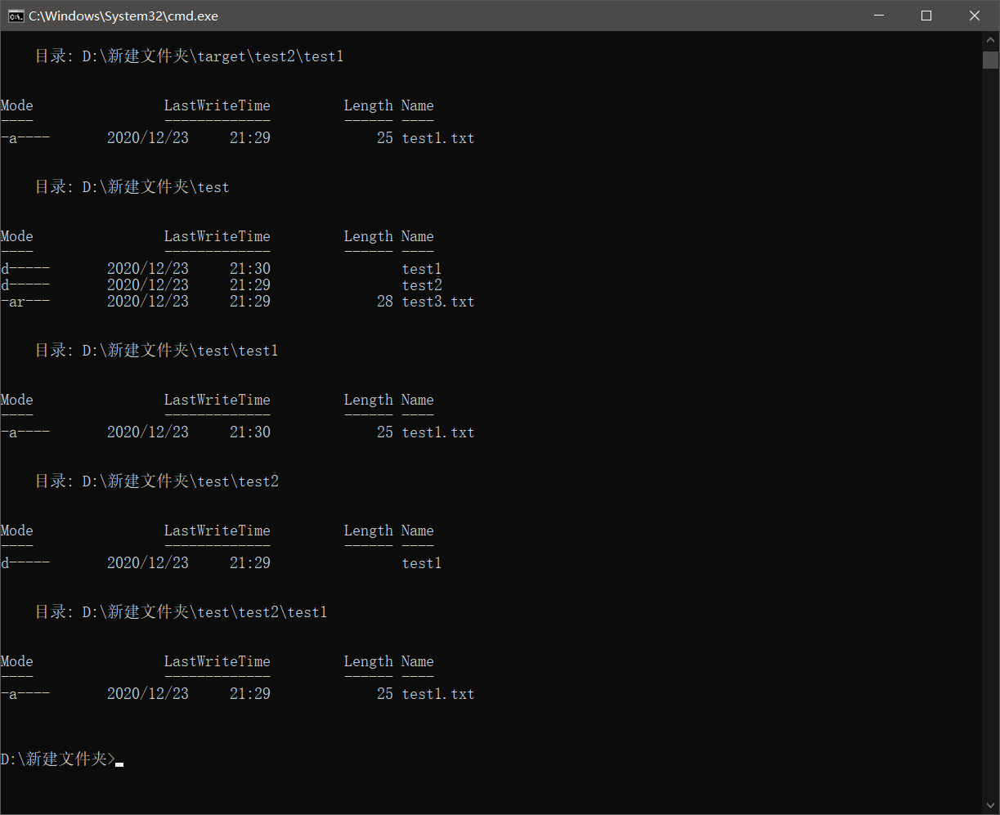 C:\Windows\System32\cmd.exe
目录: D:\新建文件夹\target\test2\test1
Mode                LastWriteTime         Length Name
----                -------------         ------ ----
-a----       2020/12/23     21:29             25 test1.txt
目录: D:\新建文件夹\test
Mode                LastWriteTime         Length Name
----                -------------         ------ ----
d-----       2020/12/23     21:30                test1
d-----       2020/12/23     21:29                test2
-ar---       2020/12/23     21:29             28 test3.txt
目录: D:\新建文件夹\test\test1
Mode                LastWriteTime         Length Name
----                -------------         ------ ----
-a----       2020/12/23     21:30             25 test1.txt
目录: D:\新建文件夹\test\test2
Mode                LastWriteTime         Length Name
----                -------------         ------ ----
d-----       2020/12/23     21:29                test1
目录: D:\新建文件夹\test\test2\test1
Mode                LastWriteTime         Length Name
----                -------------         ------ ----
-a----       2020/12/23     21:29             25 test1.txt
D:\新建文件夹>